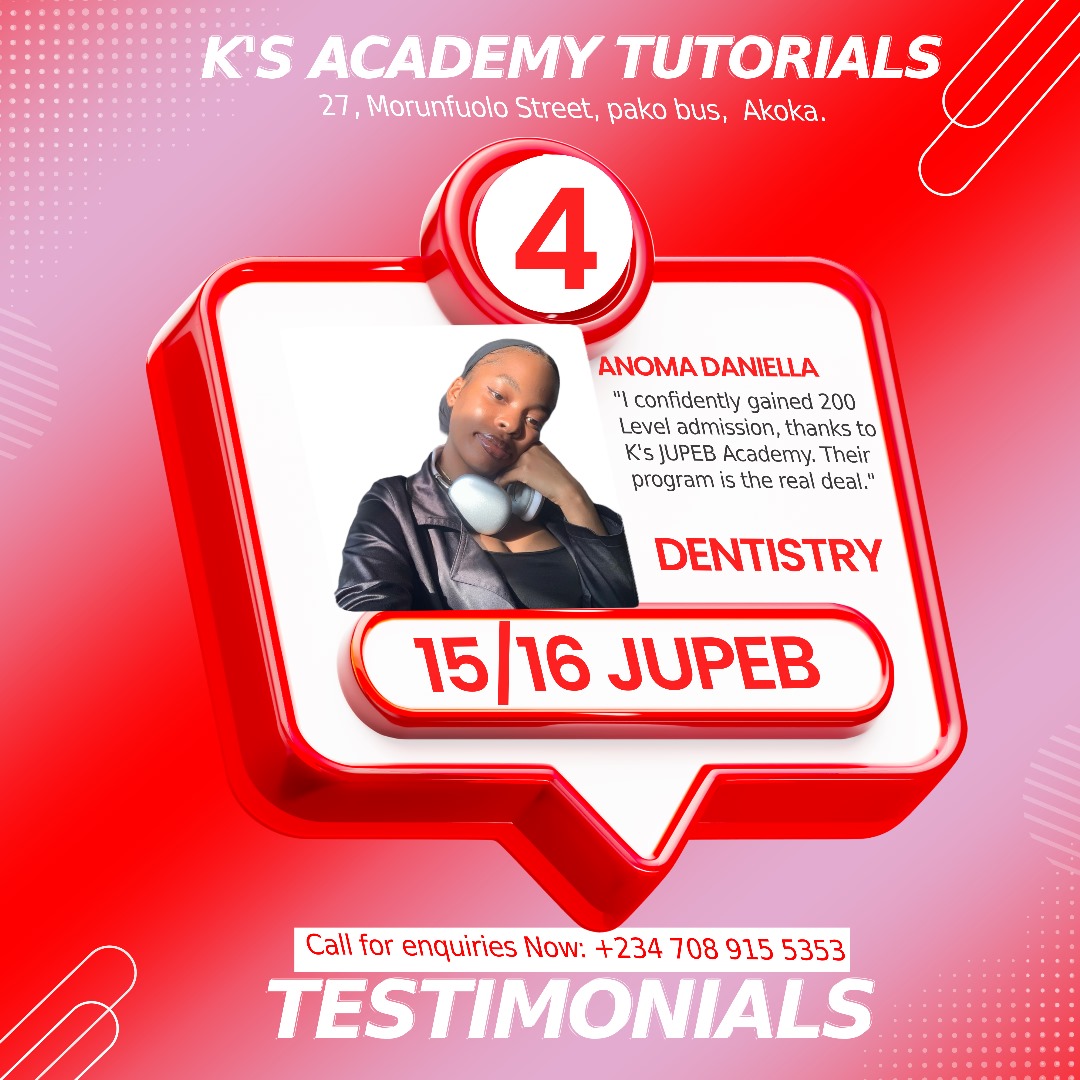 K'S ACADEMY TUTORIALS
27, Morunfuolo Street, pako bus, Akoka.
4
ANOMA DANIELLA
"I confidently gained 200
Level admission, thanks to
K's JUPEB Academy. Their
program is the real deal."
DENTISTRY
15|16 JUPEB
Call for enquiries Now: +234 708 915 5353
TESTIMONIALS